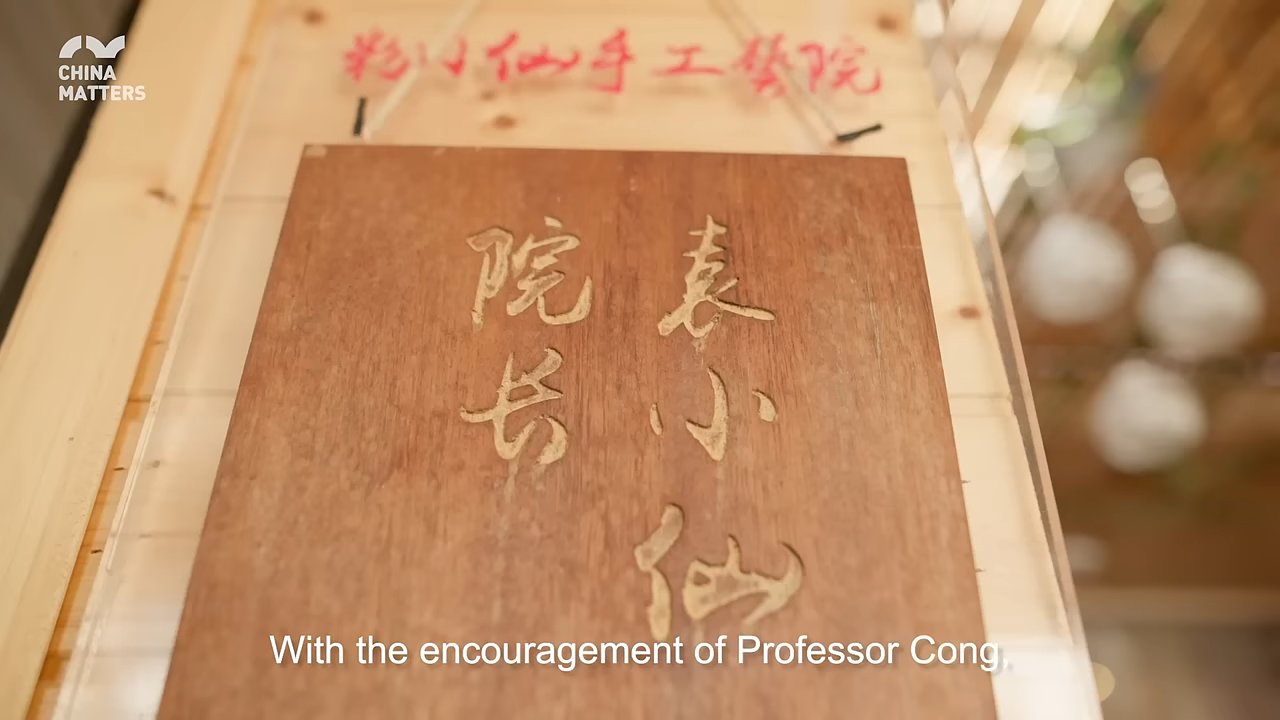 CHINA
MATTERS
彩小仙手工藝院
袁小仙
院长
With the encouragement of Professor Cong,